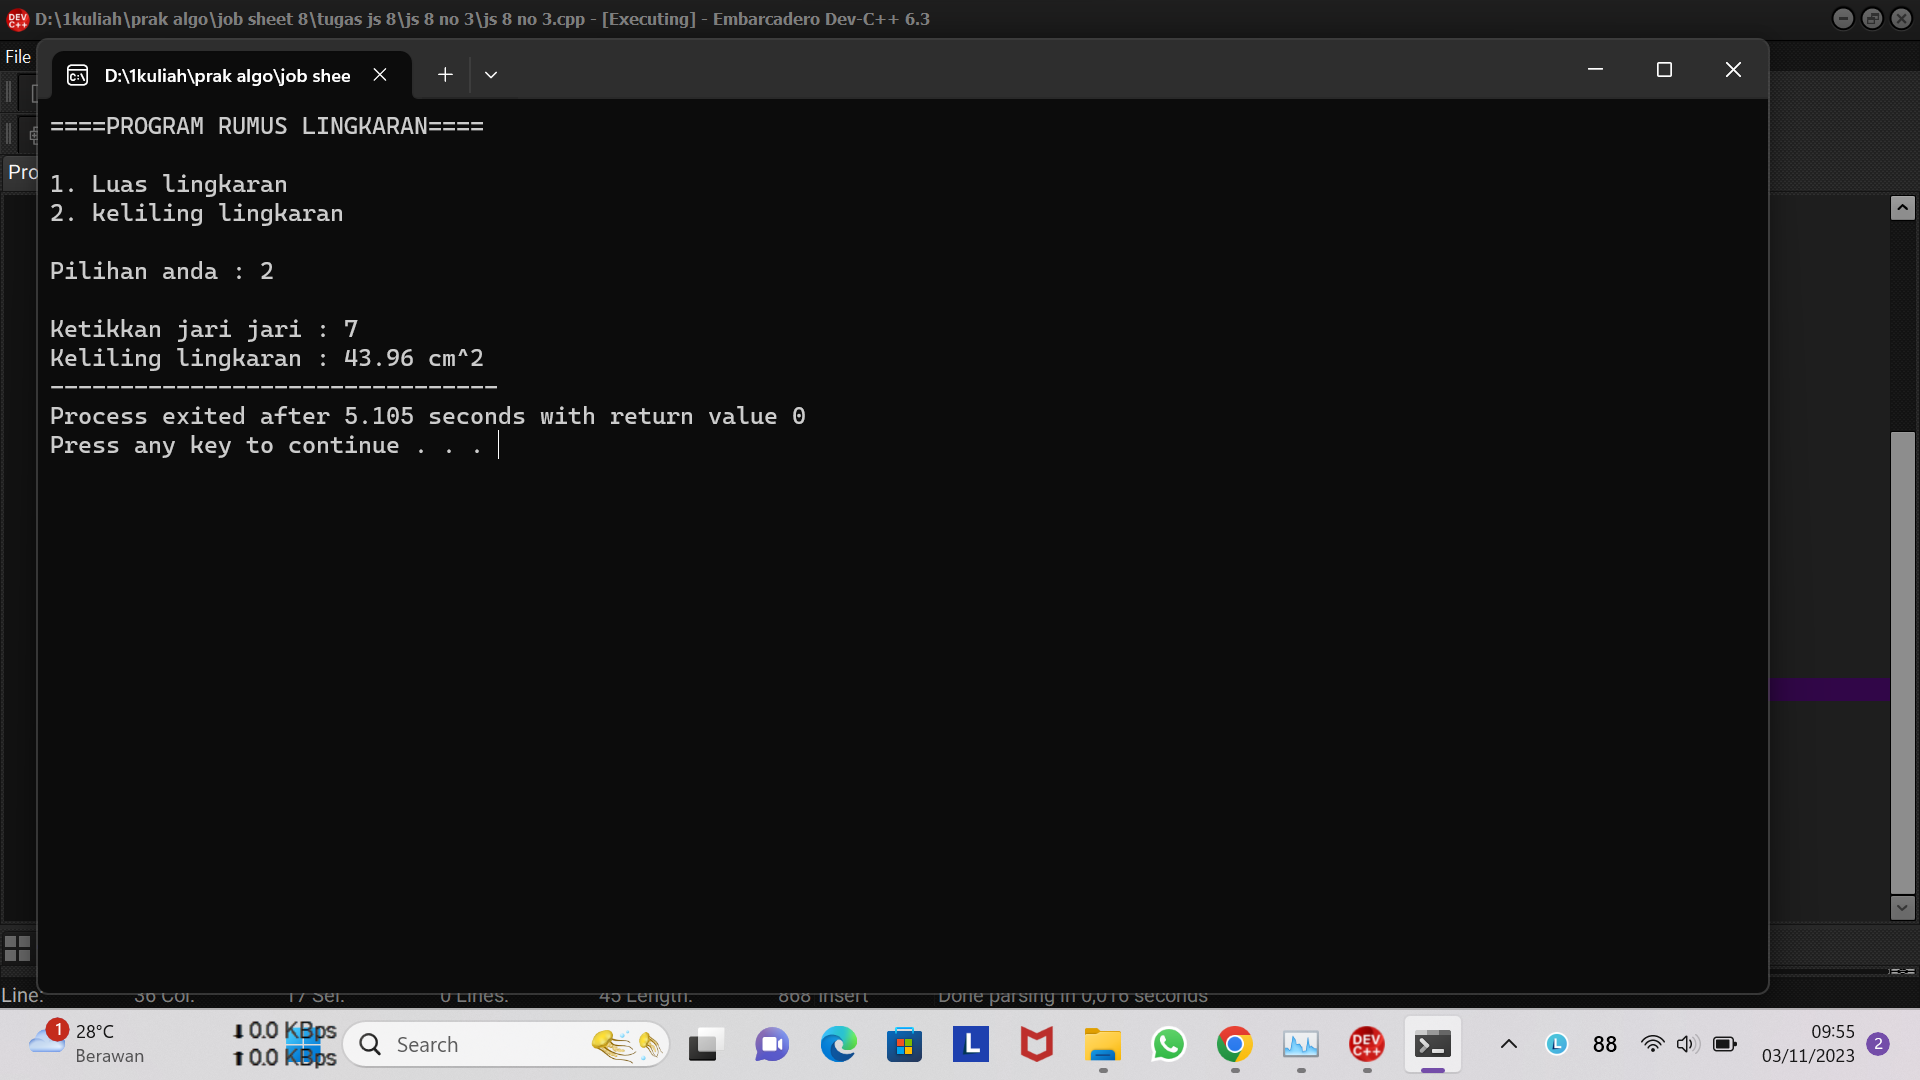 D:\1kuliah\prak algo\job sheet 8\tugas js 8\js 8 no 3\js 8 no 3.cpp - [Executing] - Embarcadero Dev-C++ 6.3
File
D:\1kuliah\prak algo\job shee
====PROGRAM RUMUS LINGKARAN====
Pro
1. Luas lingkaran
2. keliling lingkaran
Pilihan anda : 2
Ketikkan jari jari : 7
Keliling lingkaran : 43.96 cm^2
--------------------------------
Process exited after 5.105 seconds with return value 0
Press any key to continue . . .
Line: 36 Col: 17 Sel: 0 Lines: 45 Length: 868 Insert Done parsing in 0,016 seconds
1 28°C
Berawan
0.0 KBps
0.0 KBps
Search
L
DEV C++
L
88
09:55
03/11/2023
2